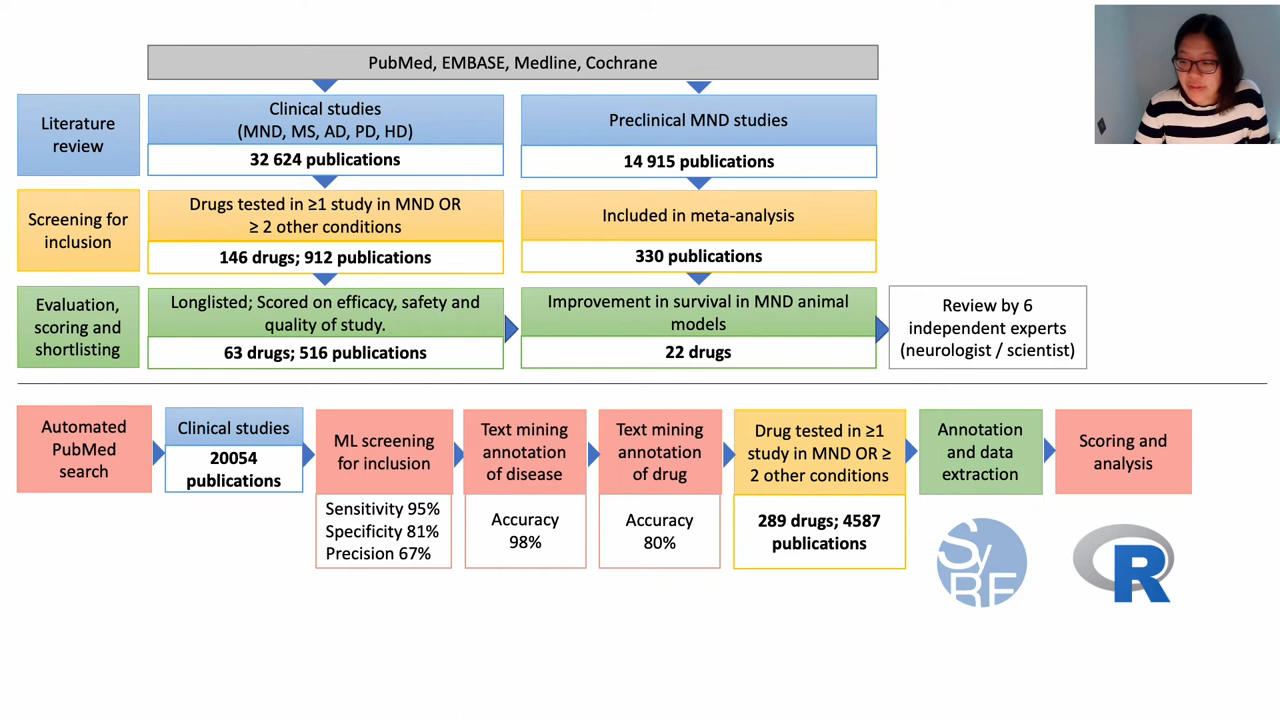 PubMed, EMBASE, Medline, Cochrane
Literature
review
Clinical studies
(MND, MS, AD, PD, HD)
32 624 publications
Preclinical MND studies
14 915 publications
Screening for
inclusion
Drugs tested in ≥1 study in MND OR
≥ 2 other conditions
146 drugs; 912 publications
Included in meta-analysis
330 publications
Evaluation,
scoring and
shortlisting
Longlisted; Scored on efficacy, safety and
quality of study.
63 drugs; 516 publications
Improvement in survival in MND animal
models
22 drugs
Review by 6
independent experts
(neurologist / scientist)
Automated
PubMed
search
Clinical studies
20054
publications
ML screening
for inclusion
Sensitivity 95%
Specificity 81%
Precision 67%
Text mining
annotation
of disease
Accuracy
98%
Text mining
annotation
of drug
Accuracy
80%
Drug tested in ≥1
study in MND OR ≥
2 other conditions
289 drugs; 4587
publications
Annotation
and data
extraction
SyRF
Scoring and
analysis
R